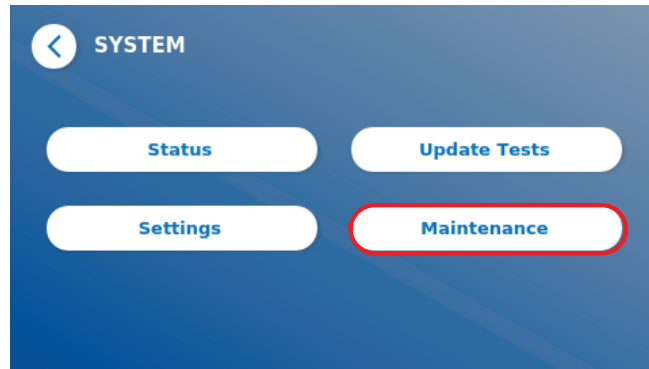 SYSTEM
Status
Update Tests
Settings
Maintenance